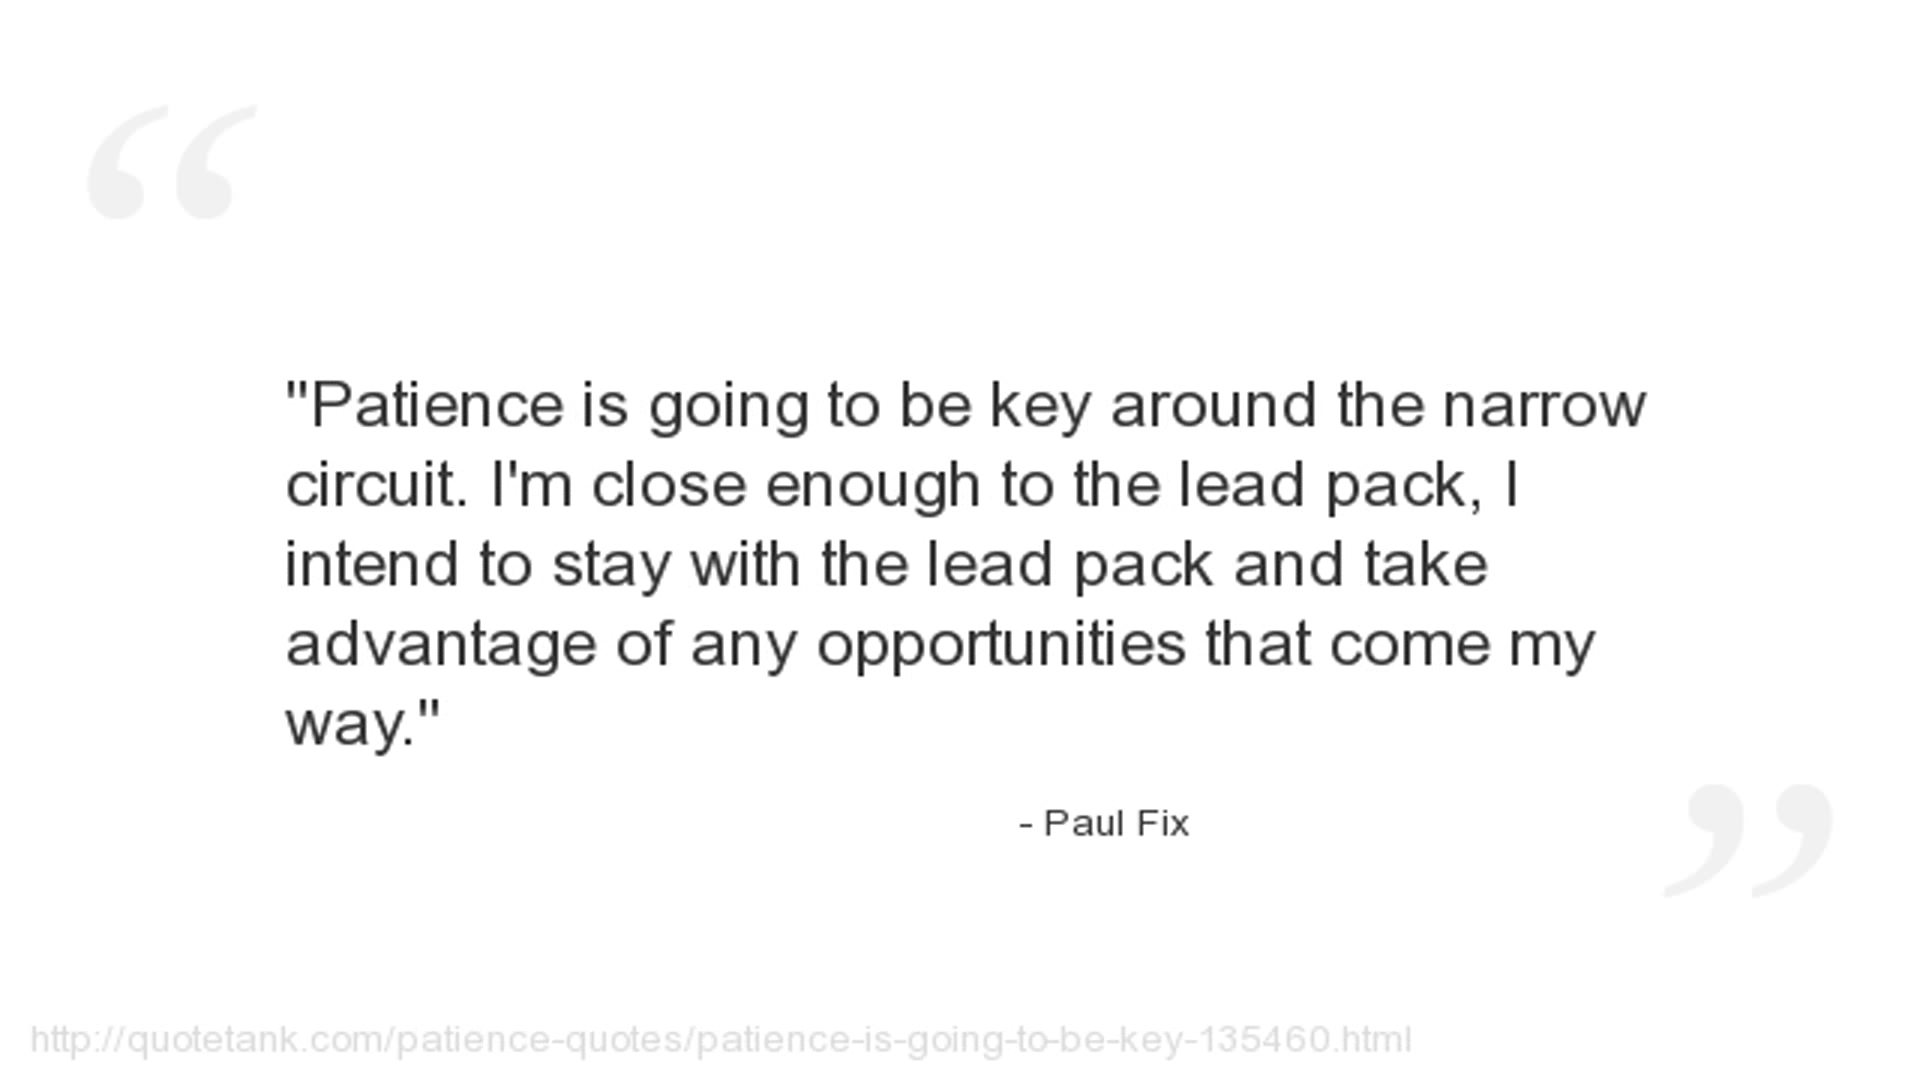 "Patience is going to be key around the narrow
circuit. I'm close enough to the lead pack, I
intend to stay with the lead pack and take
advantage of any opportunities that come my
way."
- Paul Fix
http://quotetank.com/patience-quotes/patience-is-going-to-be-key-135460.html